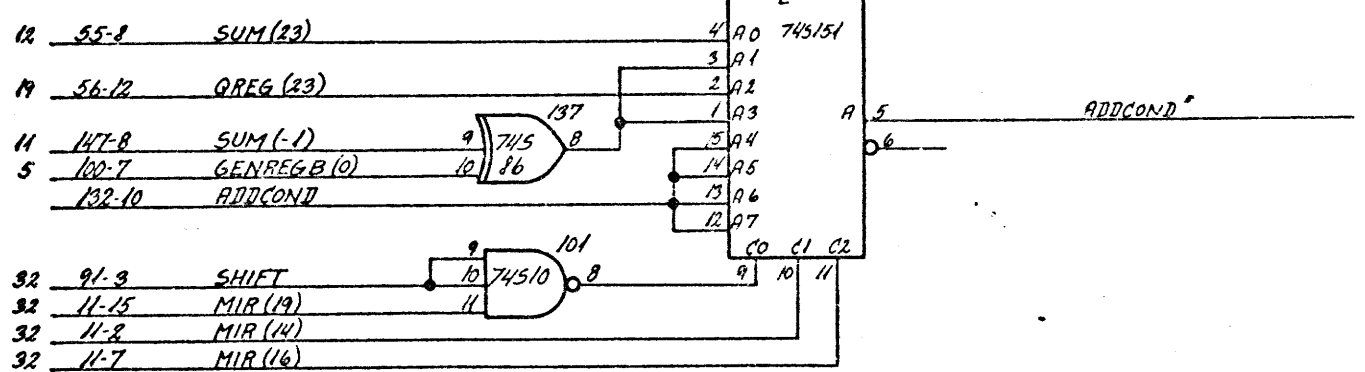 12 55-8 SUM(23) 4 A0 74S151
3 A1
19 56-12 QREG(23) 2 A2
137
1 A3 A 5 ADDCOND*
11 147-8 SUM(-1) 9 74S 8 15 A4 6
5 100-7 GENREGB(0) 10 86 14 A5
132-10 ADDCOND 13 A6
12 A7
101 C0 C1 C2
9 9 10 11
32 91-3 SHIFT 10 74S10 8
32 11-15 MIR(19) 11
32 11-2 MIR(14)
32 11-7 MIR(16)